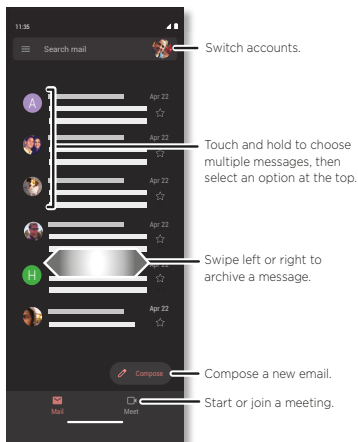 11:35
Search mail
Switch accounts.
A
Apr 22
Apr 22
Touch and hold to choose
multiple messages, then
select an option at the top.
Apr 22
Apr 22
Swipe left or right to
archive a message.
H
Apr 22
Apr 22
Compose
Compose a new email.
Start or join a meeting.
Mail
Meet